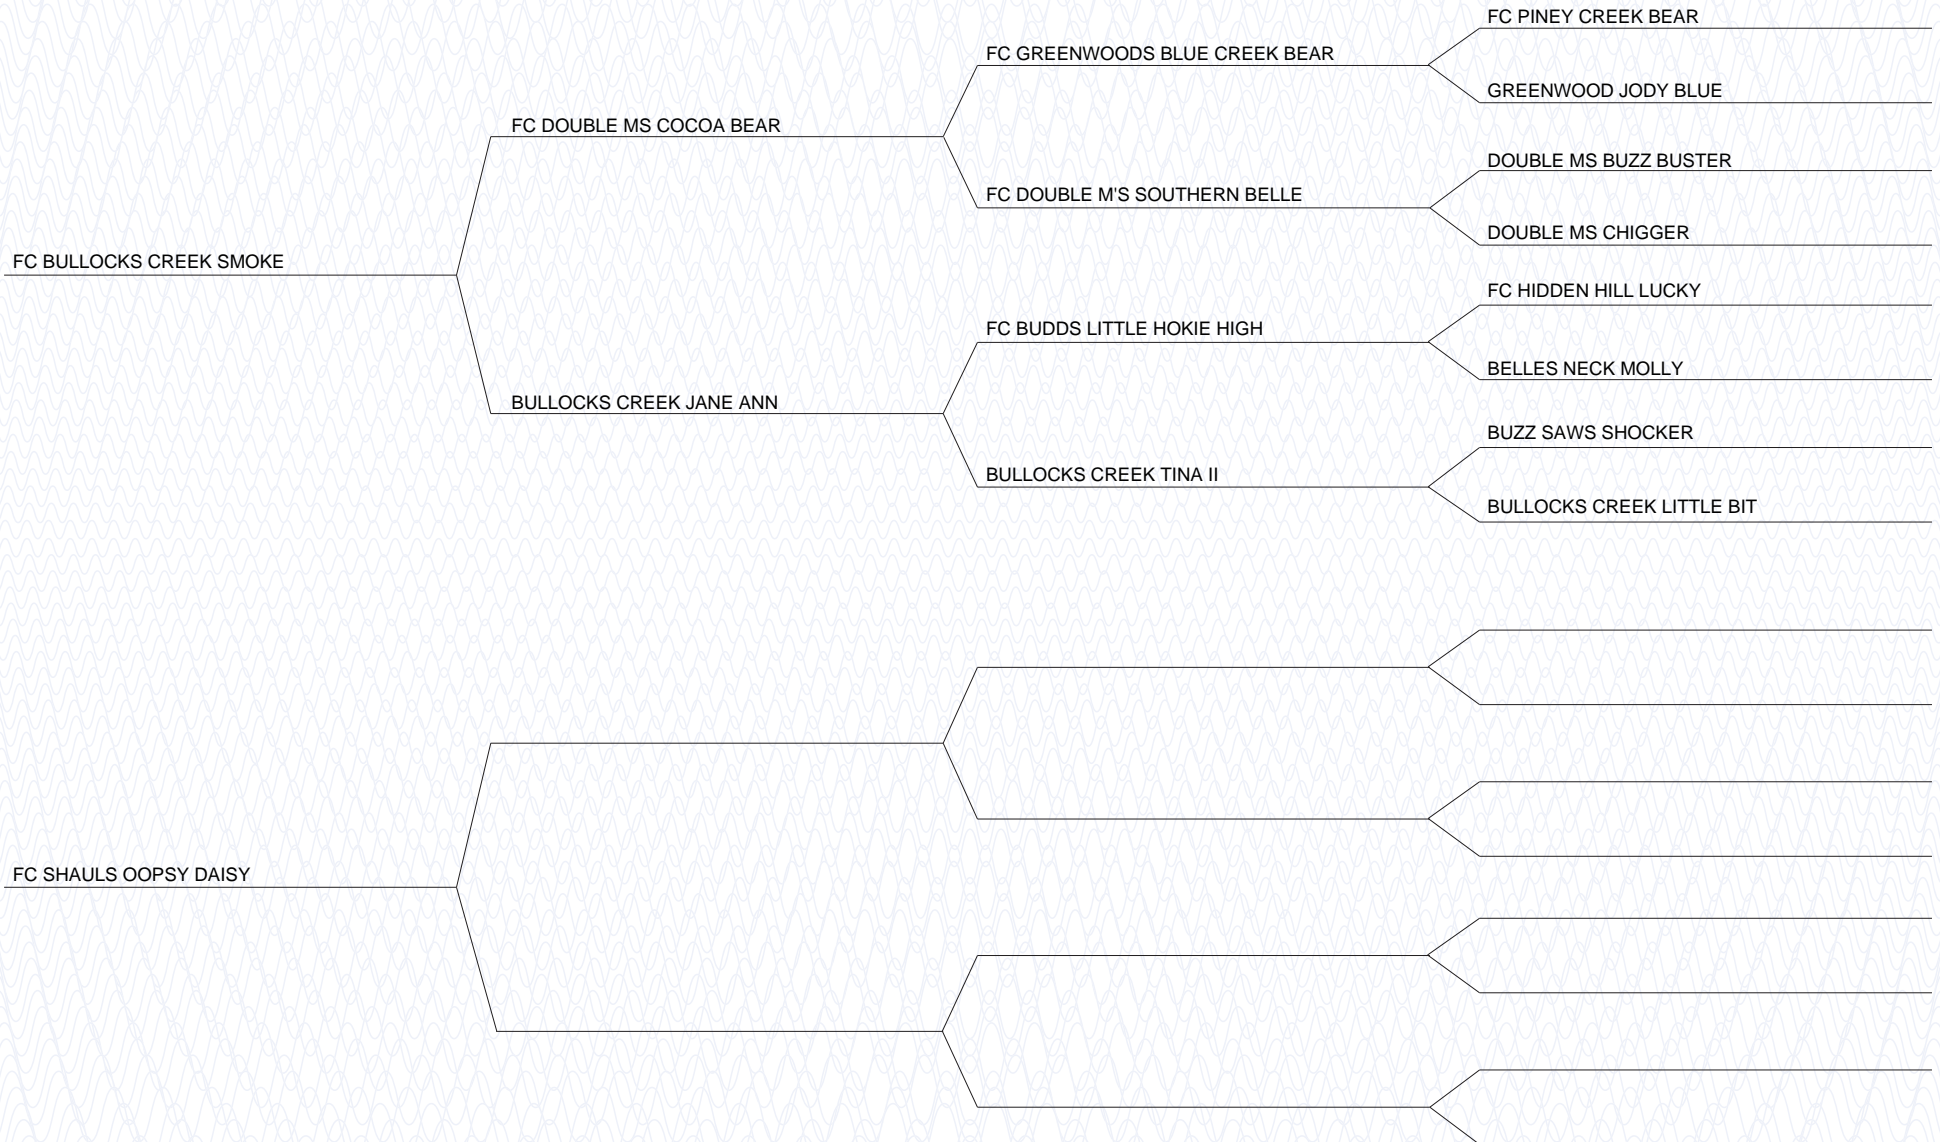 FC PINEY CREEK BEAR
FC GREENWOODS BLUE CREEK BEAR
GREENWOOD JODY BLUE
FC DOUBLE MS COCOA BEAR
DOUBLE MS BUZZ BUSTER
FC DOUBLE M'S SOUTHERN BELLE
DOUBLE MS CHIGGER
FC BULLOCKS CREEK SMOKE
FC HIDDEN HILL LUCKY
FC BUDDS LITTLE HOKIE HIGH
BELLES NECK MOLLY
BULLOCKS CREEK JANE ANN
BUZZ SAWS SHOCKER
BULLOCKS CREEK TINA II
BULLOCKS CREEK LITTLE BIT
FC SHAULS OOPSY DAISY